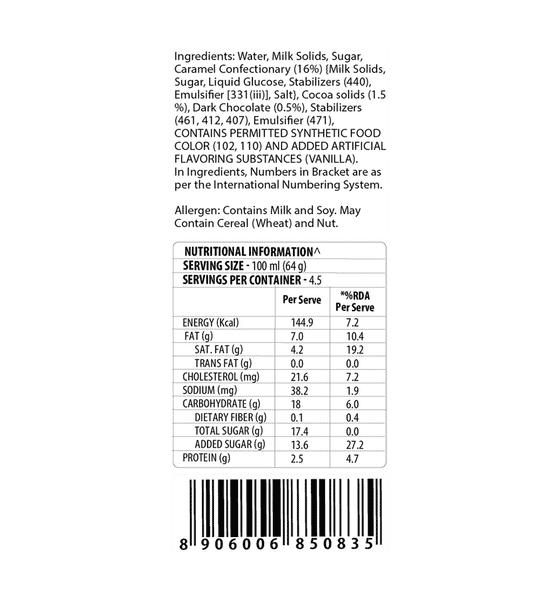 Ingredients: Water, Milk Solids, Sugar,
Caramel Confectionary (16%) {Milk Solids,
Sugar, Liquid Glucose, Stabilizers (440),
Emulsifier [331(iii)], Salt}, Cocoa solids (1.5
%), Dark Chocolate (0.5%), Stabilizers
(461, 412, 407), Emulsifier (471),
CONTAINS PERMITTED SYNTHETIC FOOD
COLOR (102, 110) AND ADDED ARTIFICIAL
FLAVORING SUBSTANCES (VANILLA).
In Ingredients, Numbers in Bracket are as
per the International Numbering System.
Allergen: Contains Milk and Soy. May
Contain Cereal (Wheat) and Nut.
NUTRITIONAL INFORMATION^
SERVING SIZE - 100 ml (64 g)
SERVINGS PER CONTAINER - 4.5
Per Serve *%RDA Per Serve
ENERGY (Kcal) 144.9 7.2
FAT (g) 7.0 10.4
SAT. FAT (g) 4.2 19.2
TRANS FAT (g) 0.0 0.0
CHOLESTEROL (mg) 21.6 7.2
SODIUM (mg) 38.2 1.9
CARBOHYDRATE (g) 18 6.0
DIETARY FIBER (g) 0.1 0.4
TOTAL SUGAR (g) 17.4 0.0
ADDED SUGAR (g) 13.6 27.2
PROTEIN (g) 2.5 4.7
8 906006 850835